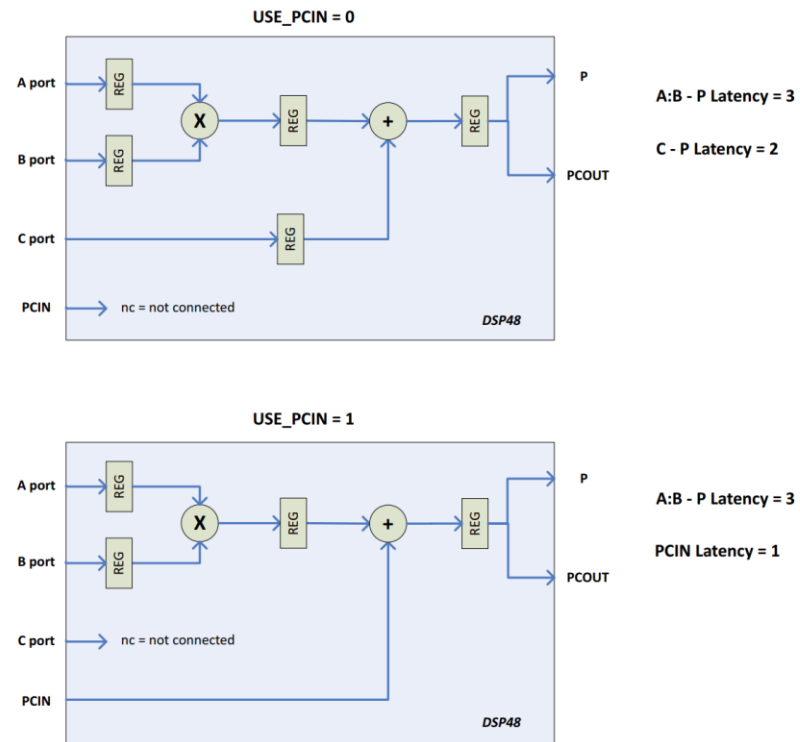 USE_PCIN = 0
A port
REG
X
REG
+
REG
P
A:B - P Latency = 3
B port
REG
C - P Latency = 2
PCOUT
C port
REG
PCIN
nc = not connected
DSP48
USE_PCIN = 1
A port
REG
X
REG
+
REG
P
A:B - P Latency = 3
B port
REG
PCIN Latency = 1
PCOUT
C port
nc = not connected
PCIN
DSP48